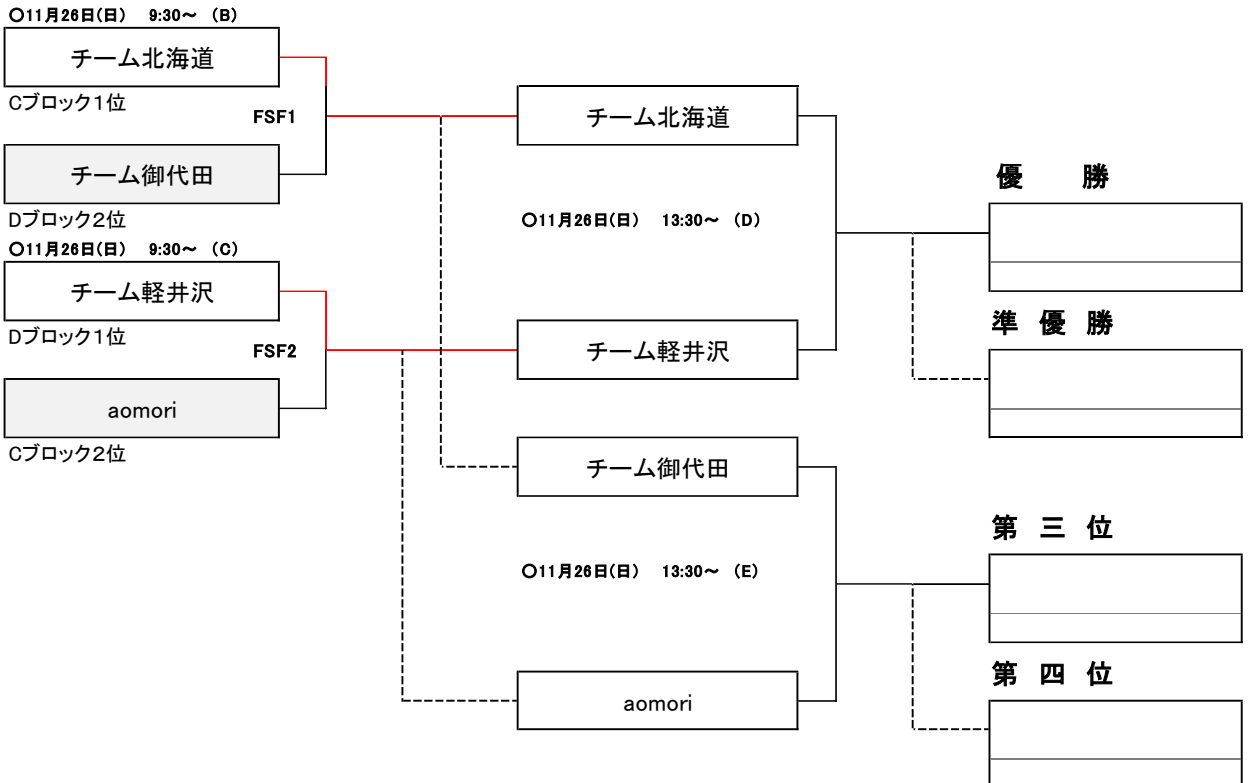 〇11月26日(日) 9:30～ (B)
チーム北海道
Cブロック1位
FSF1
チーム御代田
Dブロック2位
〇11月26日(日) 9:30～ (C)
チーム軽井沢
Dブロック1位
FSF2
aomori
Cブロック2位
チーム北海道
〇11月26日(日) 13:30～ (D)
チーム軽井沢
チーム御代田
〇11月26日(日) 13:30～ (E)
aomori
優 勝
準 優 勝
第 三 位
第 四 位